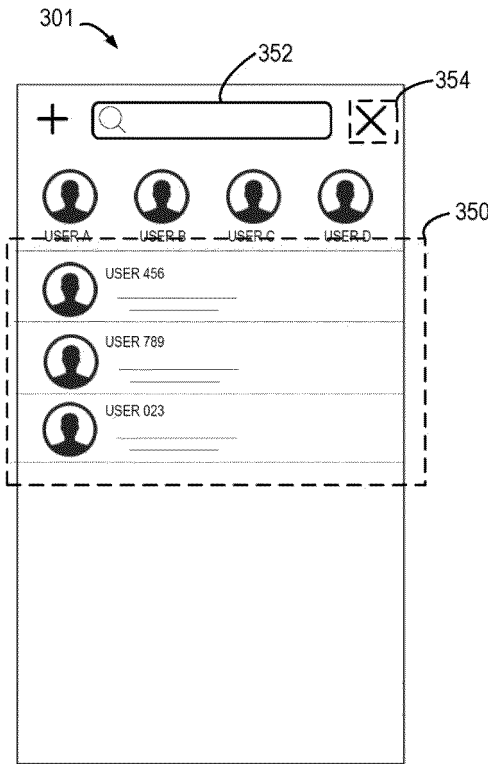 301
352
354
USER A USER B USER C USER D
350
USER 456
USER 789
USER 023